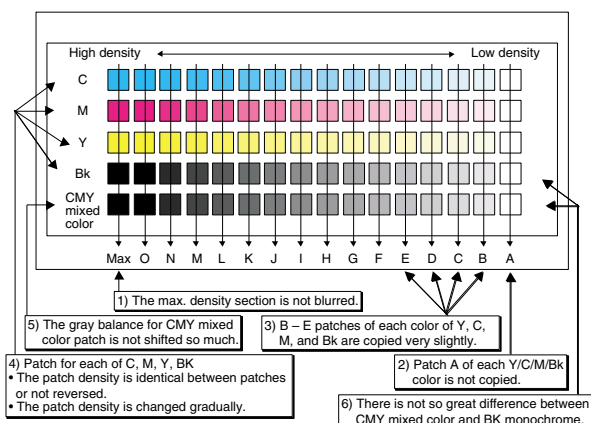 High density Low density
C
M
Y
Bk
CMY
mixed
color
Max O N M L K J I H G F E D C B A
1) The max. density section is not blurred.
5) The gray balance for CMY mixed
color patch is not shifted so much.
3) B – E patches of each color of Y, C,
M, and Bk are copied very slightly.
4) Patch for each of C, M, Y, BK
• The patch density is identical between patches
or not reversed.
• The patch density is changed gradually.
2) Patch A of each Y/C/M/Bk
color is not copied.
6) There is not so great difference between
CMY mixed color and BK monochrome.